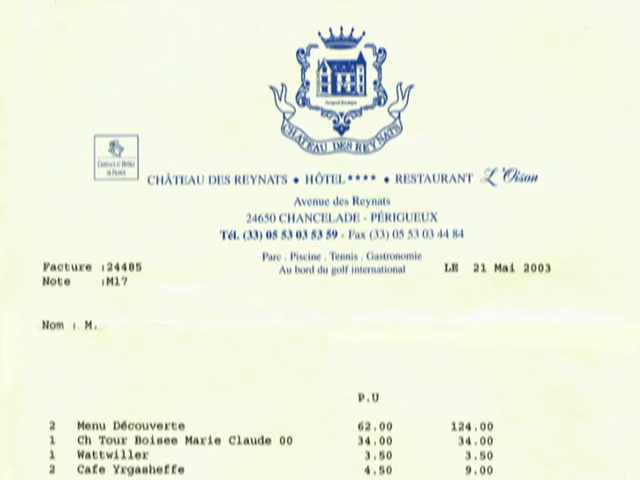 CHÂTEAU DES REYNATS
CHÂTEAU DES REYNATS ◆ HÔTEL★★★★ ◆ RESTAURANT L'Oison
Avenue des Reynats
24650 CHANCELADE - PÉRIGUEUX
Tél. (33) 05 53 03 53 59 - Fax (33) 05 53 03 44 84
Parc . Piscine . Tennis . Gastronomie
Au bord du golf international
Facture :24485 LE 21 Mai 2003
Note :M17
Nom : M.
P.U
2 Menu Découverte 62.00 124.00
1 Ch Tour Boisee Marie Claude 00 34.00 34.00
1 Wattwiller 3.50 3.50
2 Cafe Yrgasheffe 4.50 9.00